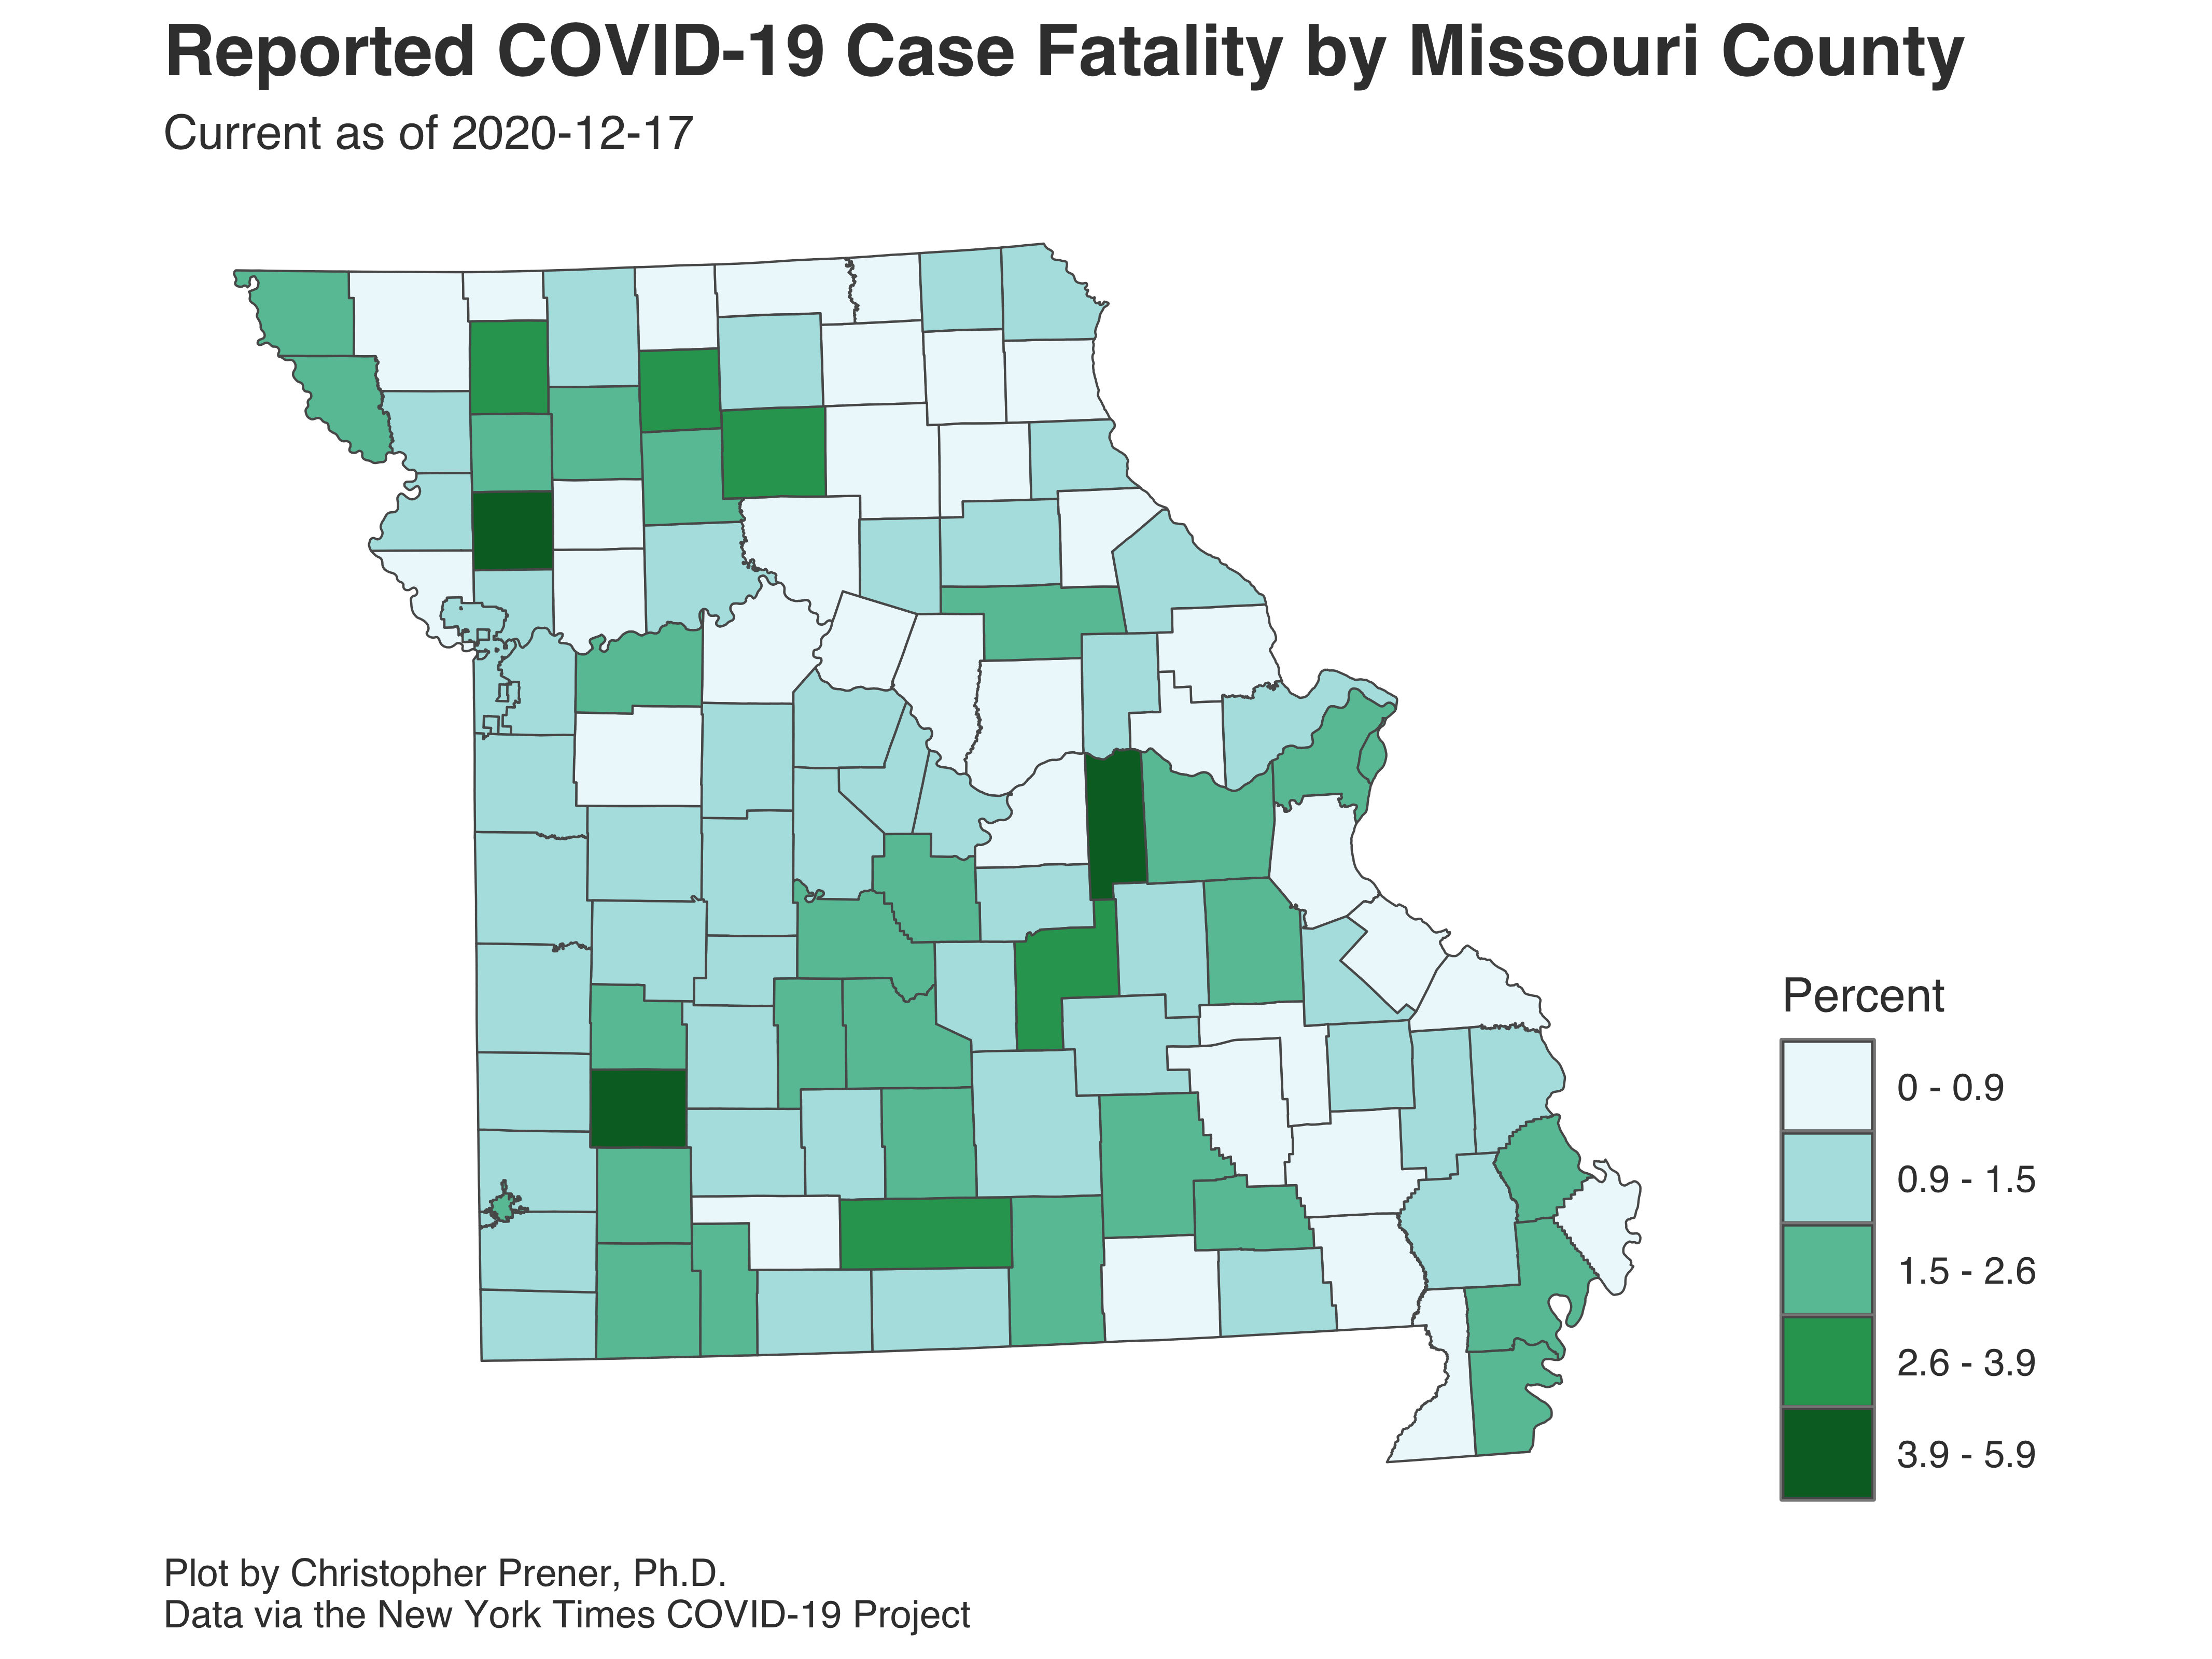 Reported COVID-19 Case Fatality by Missouri County
Current as of 2020-12-17
Percent
0 - 0.9
0.9 - 1.5
1.5 - 2.6
2.6 - 3.9
3.9 - 5.9
Plot by Christopher Prener, Ph.D.
Data via the New York Times COVID-19 Project